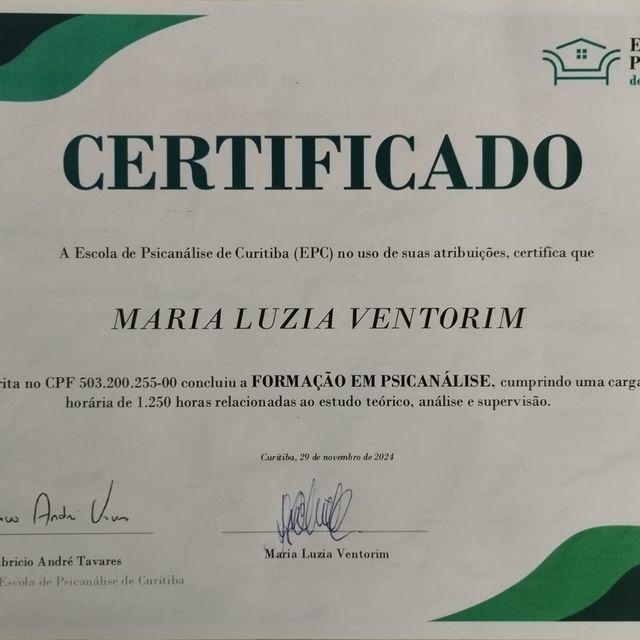 E
P
de
CERTIFICADO
A Escola de Psicanálise de Curitiba (EPC) no uso de suas atribuições, certifica que
MARIA LUZIA VENTORIM
rita no CPF 503.200.255-00 concluiu a FORMAÇÃO EM PSICANÁLISE, cumprindo uma carga
horária de 1.250 horas relacionadas ao estudo teórico, análise e supervisão.
Curitiba, 29 de novembro de 2024
bricio André Tavares
Maria Luzia Ventorim
Escola de Psicanálise de Curitiba